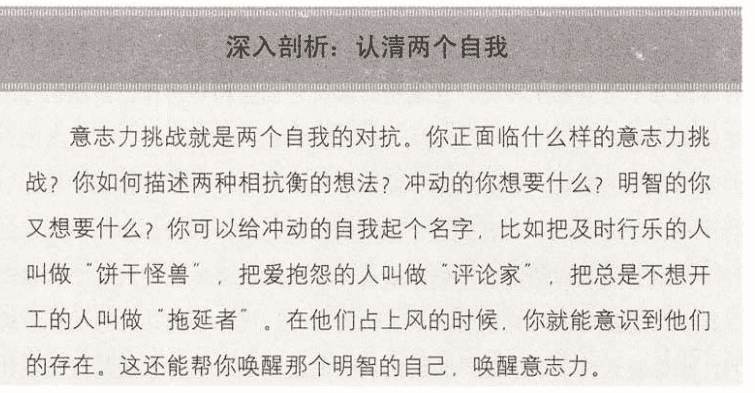 深入剖析：认清两个自我
意志力挑战就是两个自我的对抗。你正面临什么样的意志力挑
战？你如何描述两种相抗衡的想法？冲动的你想要什么？明智的你
又想要什么？你可以给冲动的自我起个名字，比如把及时行乐的人
叫做“饼干怪兽”，把爱抱怨的人叫做“评论家”，把总是不想开
工的人叫做“拖延者”。在他们占上风的时候，你就能意识到他们
的存在。这还能帮你唤醒那个明智的自己，唤醒意志力。